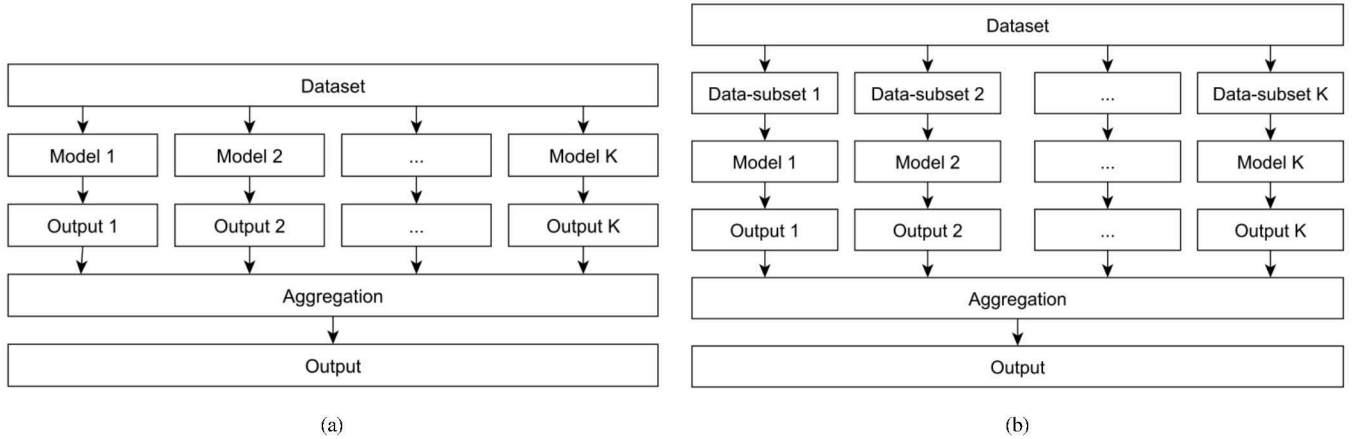 Dataset
Model 1 Model 2 ... Model K
Output 1 Output 2 ... Output K
Aggregation
Output
(a)
Dataset
Data-subset 1 Data-subset 2 ... Data-subset K
Model 1 Model 2 ... Model K
Output 1 Output 2 ... Output K
Aggregation
Output
(b)